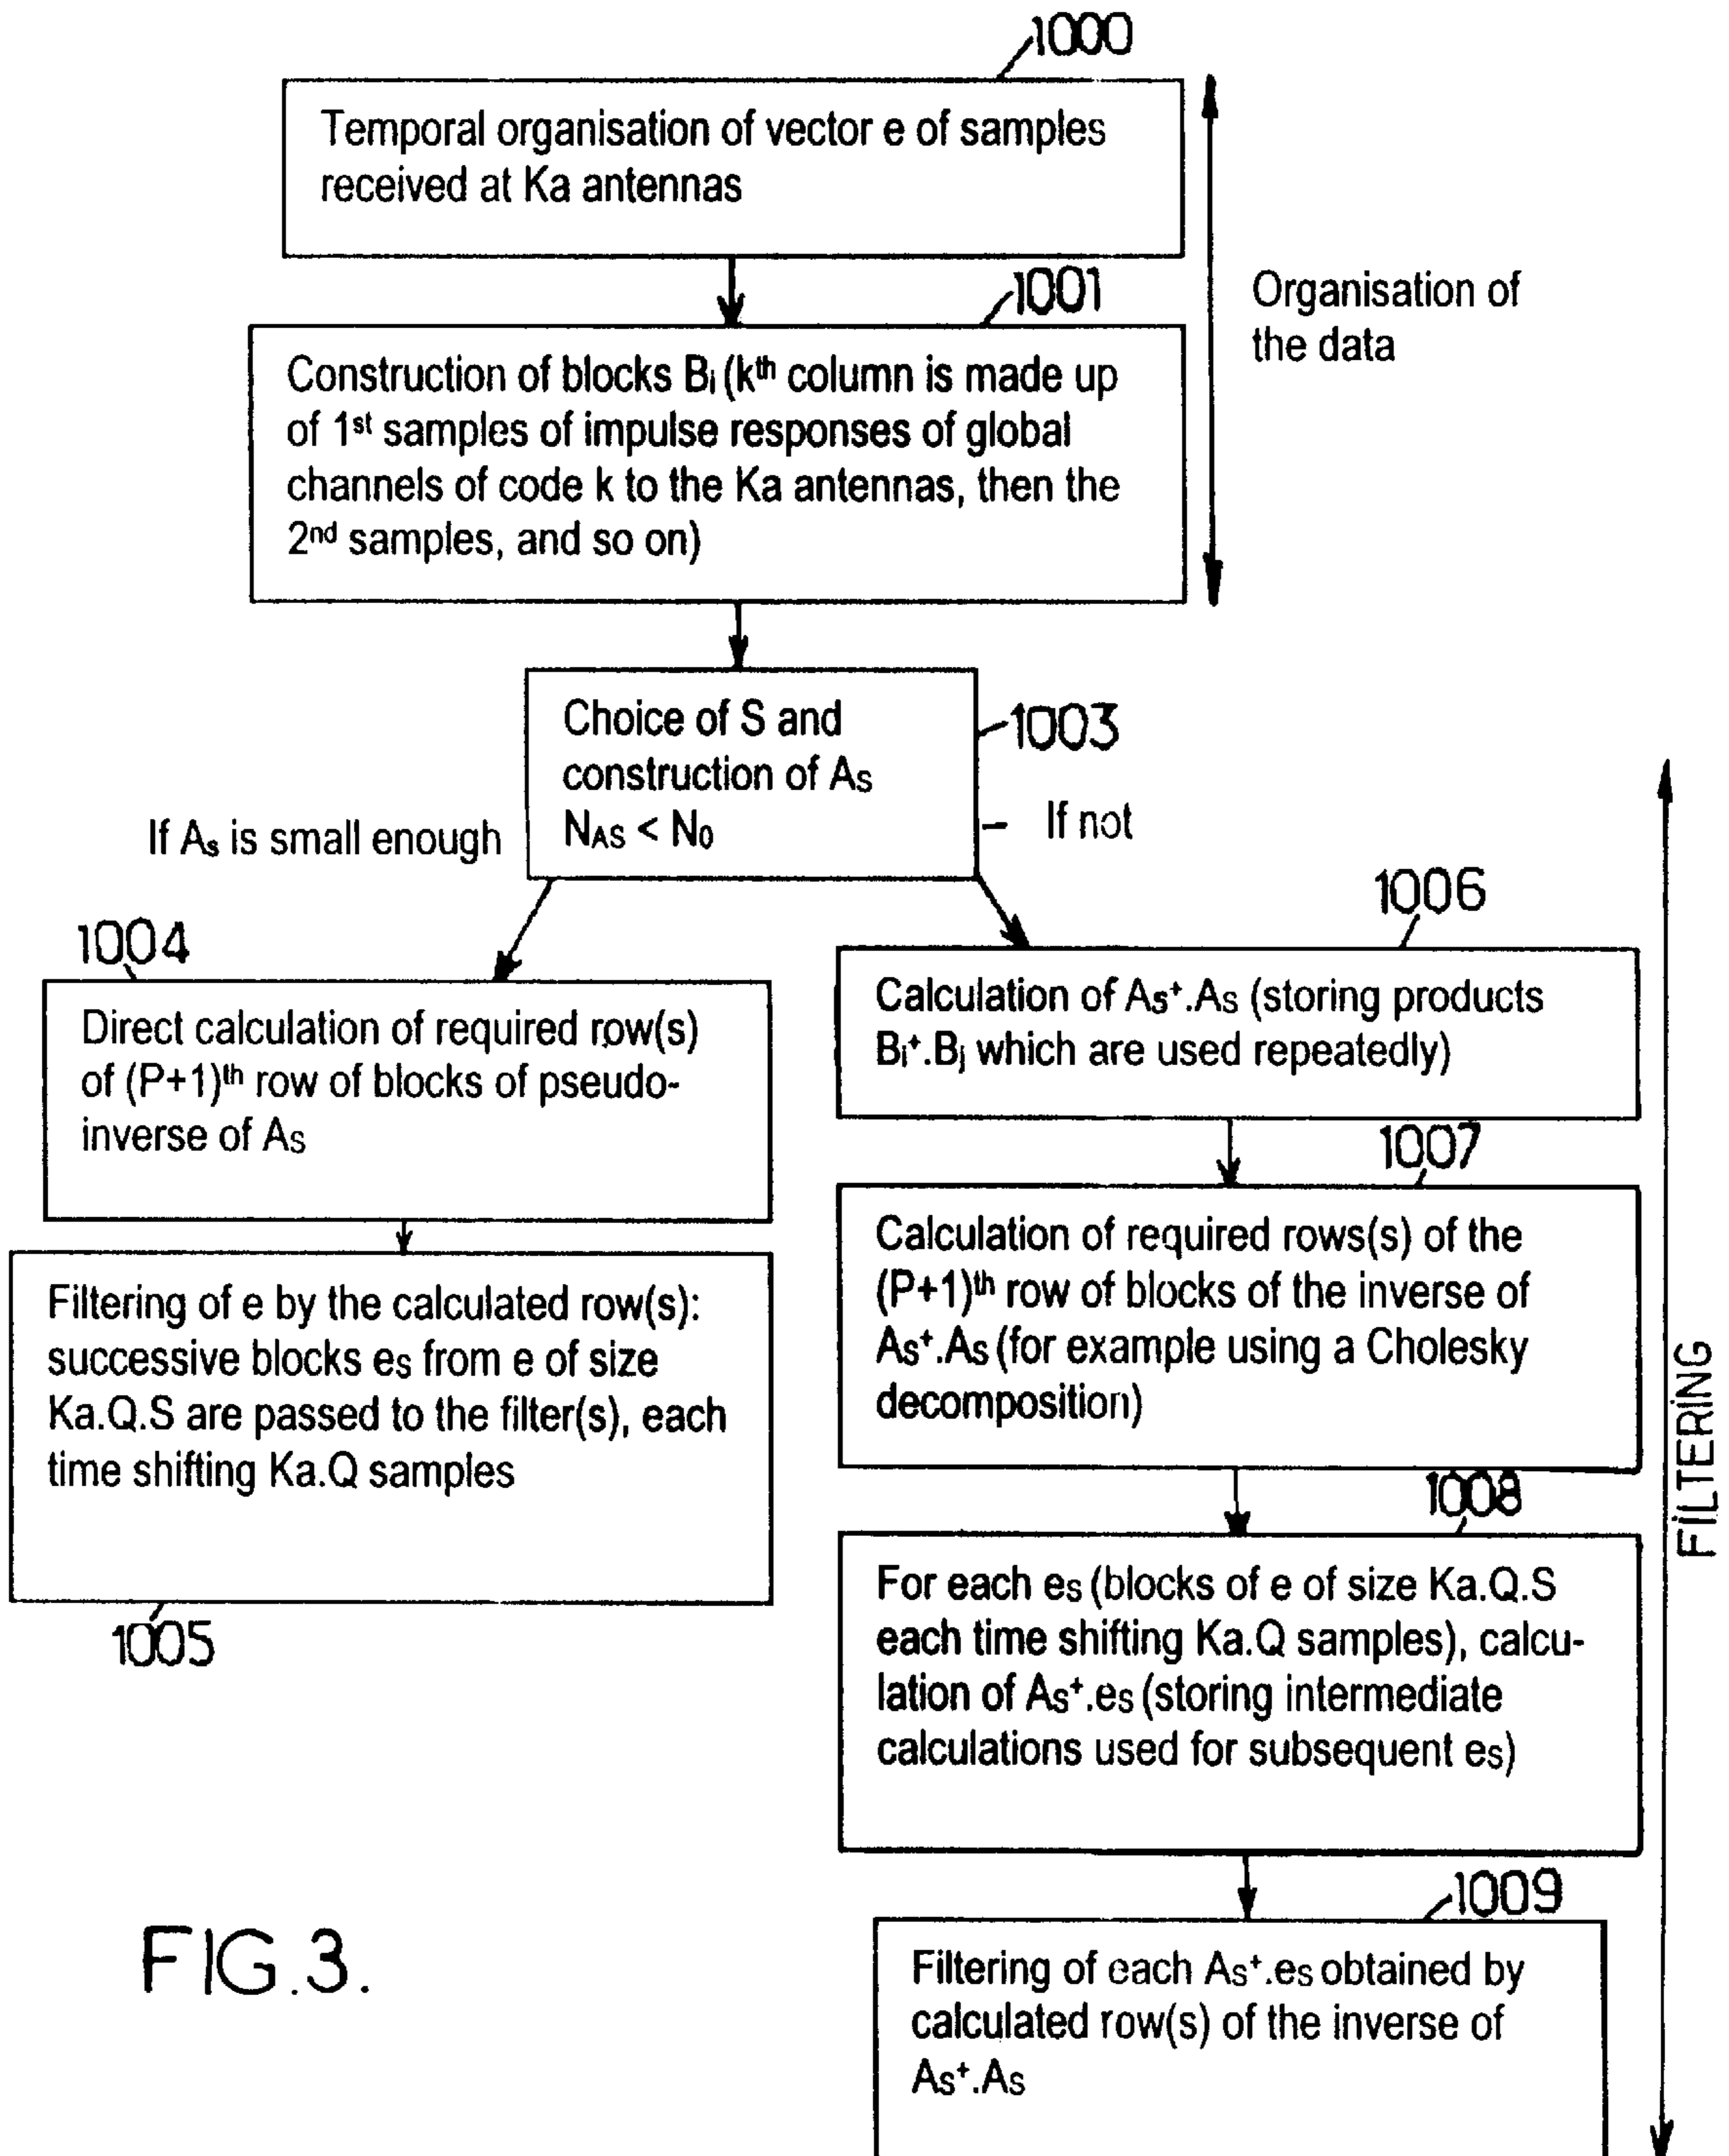 1000
Temporal organisation of vector e of samples
received at Ka antennas
Organisation of
the data
1001
Construction of blocks Bi (kth column is made up
of 1st samples of impulse responses of global
channels of code k to the Ka antennas, then the
2nd samples, and so on)
1003
Choice of S and
construction of As
NAS < N0
If As is small enough
If not
1004
Direct calculation of required row(s)
of (P+1)th row of blocks of pseudo-
inverse of As
Filtering of e by the calculated row(s):
successive blocks es from e of size
Ka.Q.S are passed to the filter(s), each
time shifting Ka.Q samples
1005
1006
Calculation of As+.As (storing products
Bi+.Bj which are used repeatedly)
1007
Calculation of required rows(s) of the
(P+1)th row of blocks of the inverse of
As+.As (for example using a Cholesky
decomposition)
1008
For each es (blocks of e of size Ka.Q.S
each time shifting Ka.Q samples), calcu-
lation of As+.es (storing intermediate
calculations used for subsequent es)
1009
Filtering of each As+.es obtained by
calculated row(s) of the inverse of
As+.As
FILTERING
FIG.3.